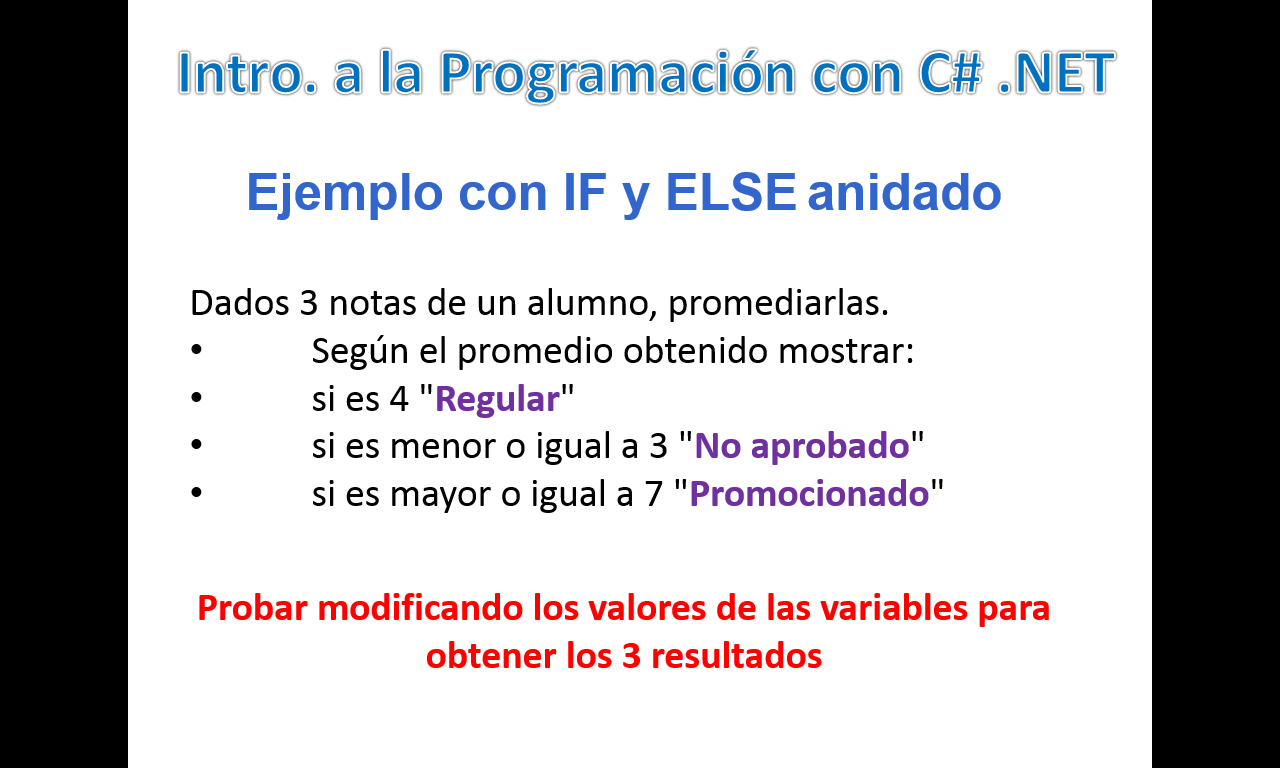 Intro. a la Programación con C# .NET
Ejemplo con IF y ELSE anidado
Dados 3 notas de un alumno, promediarlas.
• Según el promedio obtenido mostrar:
• si es 4 "Regular"
• si es menor o igual a 3 "No aprobado"
• si es mayor o igual a 7 "Promocionado"
Probar modificando los valores de las variables para
obtener los 3 resultados